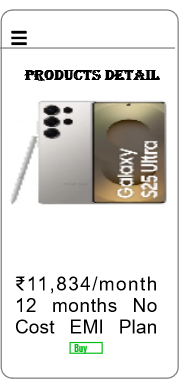 PRODUCTS DETAIL
Galaxy
S25 Ultra
₹11,834/month
12 months No
Cost EMI Plan
Buy